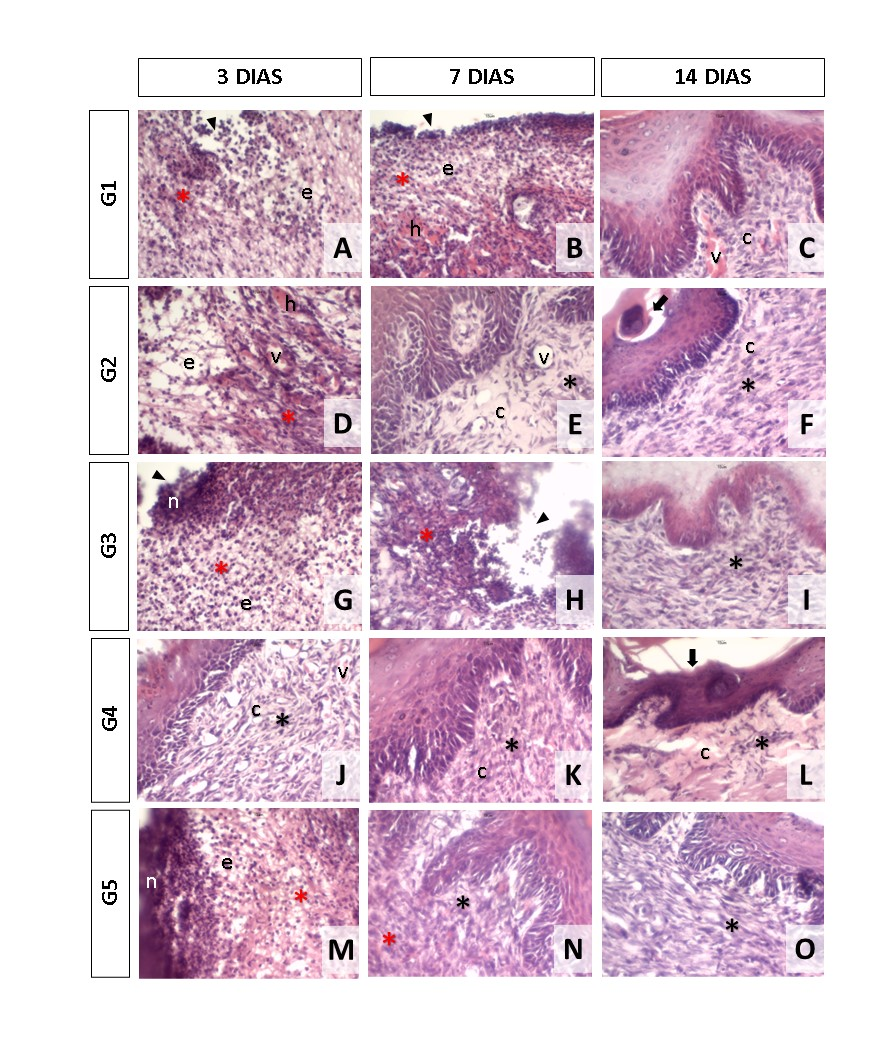 3 DIAS 7 DIAS 14 DIAS
G1
e
A
e
h
B
c
v
C
G2
h
e
v
D
v
*
c
E
c
*
F
G3
n
*
e
G
*
H
*
I
G4
v
c *
J
*
c
K
*
c
L
G5
e
n
*
M
*
*
N
*
O